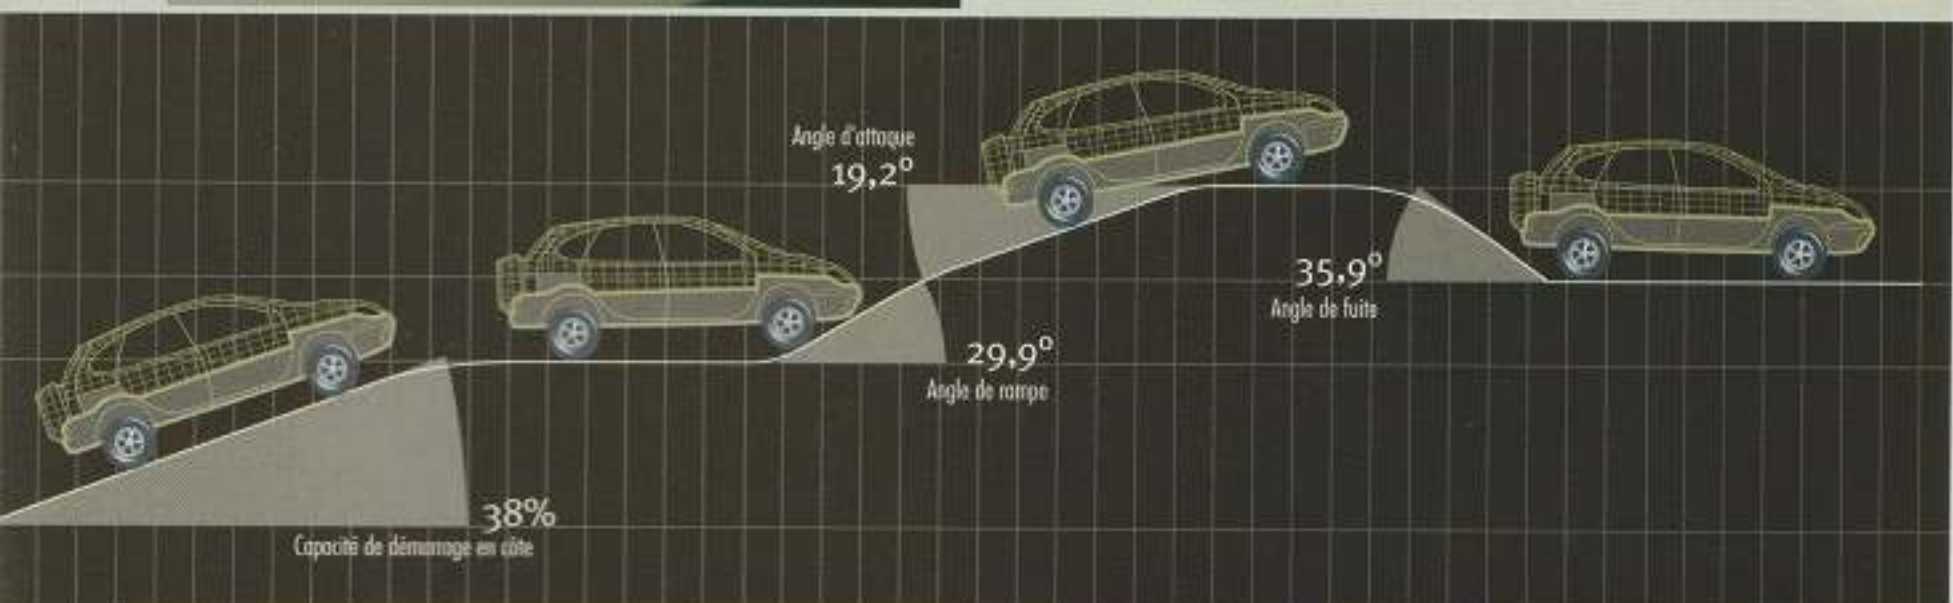 Angle d'attaque
19,2°
35,9°
Angle de fuite
29,9°
Angle de rampe
38%
Capacité de démarrage en côte